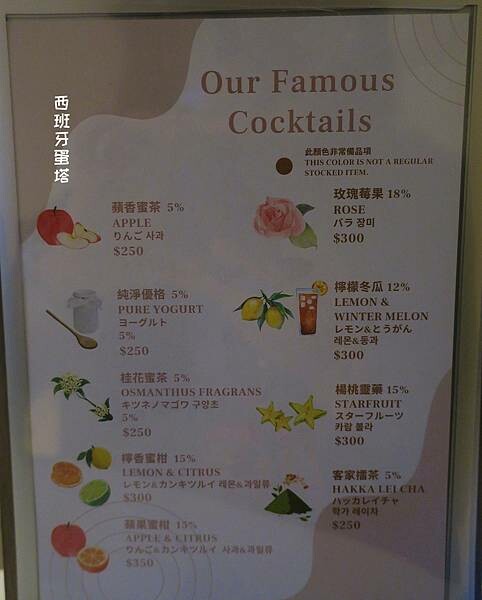 Our Famous
Cocktails
西班牙蛋塔
此顏色非常備品項
THIS COLOR IS NOT A REGULAR
STOCKED ITEM.
蘋香蜜茶 5%
APPLE
りんご 사과
$250
純淨優格 5%
PURE YOGURT
ヨーグルト
5%
$250
桂花蜜茶 5%
OSMANTHUS FRAGRANS
キツネノマゴワ 구양초
5%
$250
檸香蜜柑 15%
LEMON & CITRUS
レモン&カンキツルイ 레몬&과일류
$300
蘋果蜜柑 15%
APPLE & CITRUS
りんご&カンキツルイ 사과&과일류
$350
玫瑰莓果 18%
ROSE
バラ 장미
$300
檸檬冬瓜 12%
LEMON &
WINTER MELON
レモン&とうがん
레몬&동과
$300
楊桃靈藥 15%
STARFRUIT
スターフルーツ
카람 볼라
$300
客家擂茶 5%
HAKKA LEI CHA
ハッカレイチャ
학가 레이차
$250